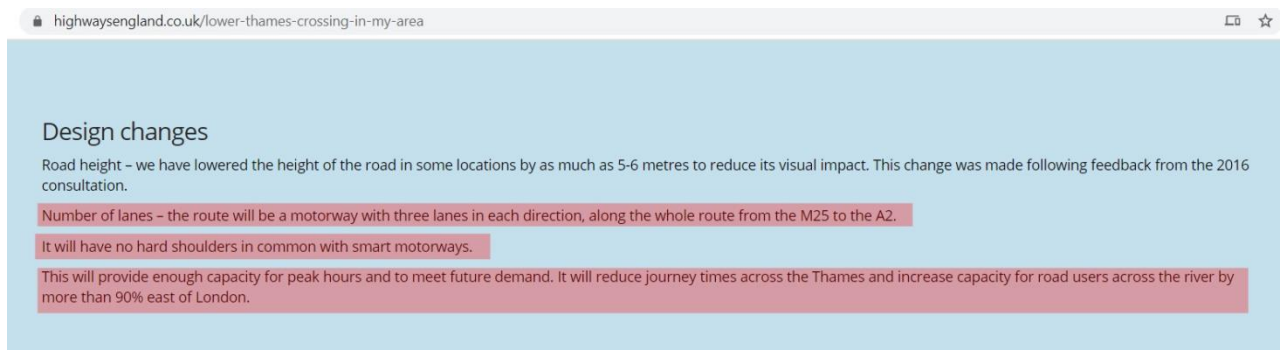 highwaysengland.co.uk/lower-thames-crossing-in-my-area
Design changes
Road height – we have lowered the height of the road in some locations by as much as 5-6 metres to reduce its visual impact. This change was made following feedback from the 2016
consultation.
Number of lanes – the route will be a motorway with three lanes in each direction, along the whole route from the M25 to the A2.
It will have no hard shoulders in common with smart motorways.
This will provide enough capacity for peak hours and to meet future demand. It will reduce journey times across the Thames and increase capacity for road users across the river by
more than 90% east of London.